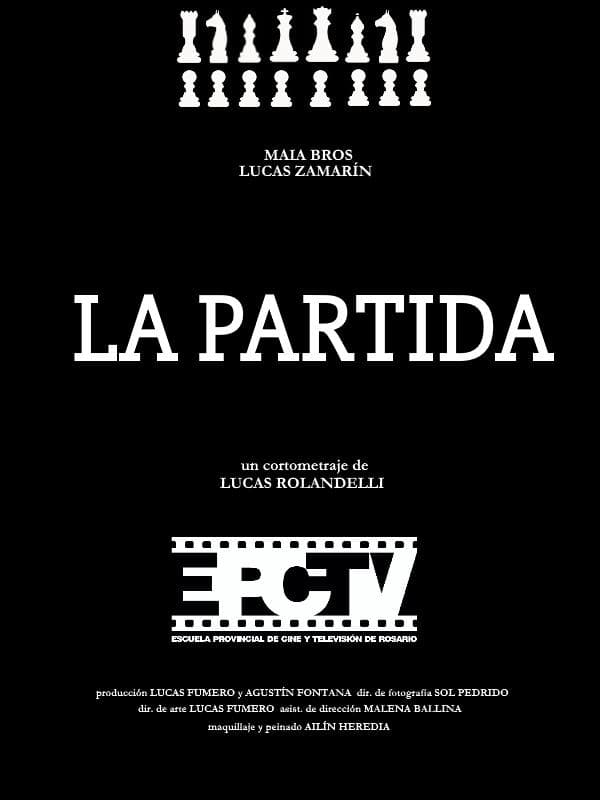 MAIA BROS
LUCAS ZAMARÍN
LA PARTIDA
un cortometraje de
LUCAS ROLANDELLI
EPCTV
ESCUELA PROVINCIAL DE CINE Y TELEVISIÓN DE ROSARIO
producción LUCAS FUMERO y AGUSTÍN FONTANA dir. de fotografía SOL PEDRIDO
dir. de arte LUCAS FUMERO asist. de dirección MALENA BALLINA
maquillaje y peinado AILÍN HEREDIA